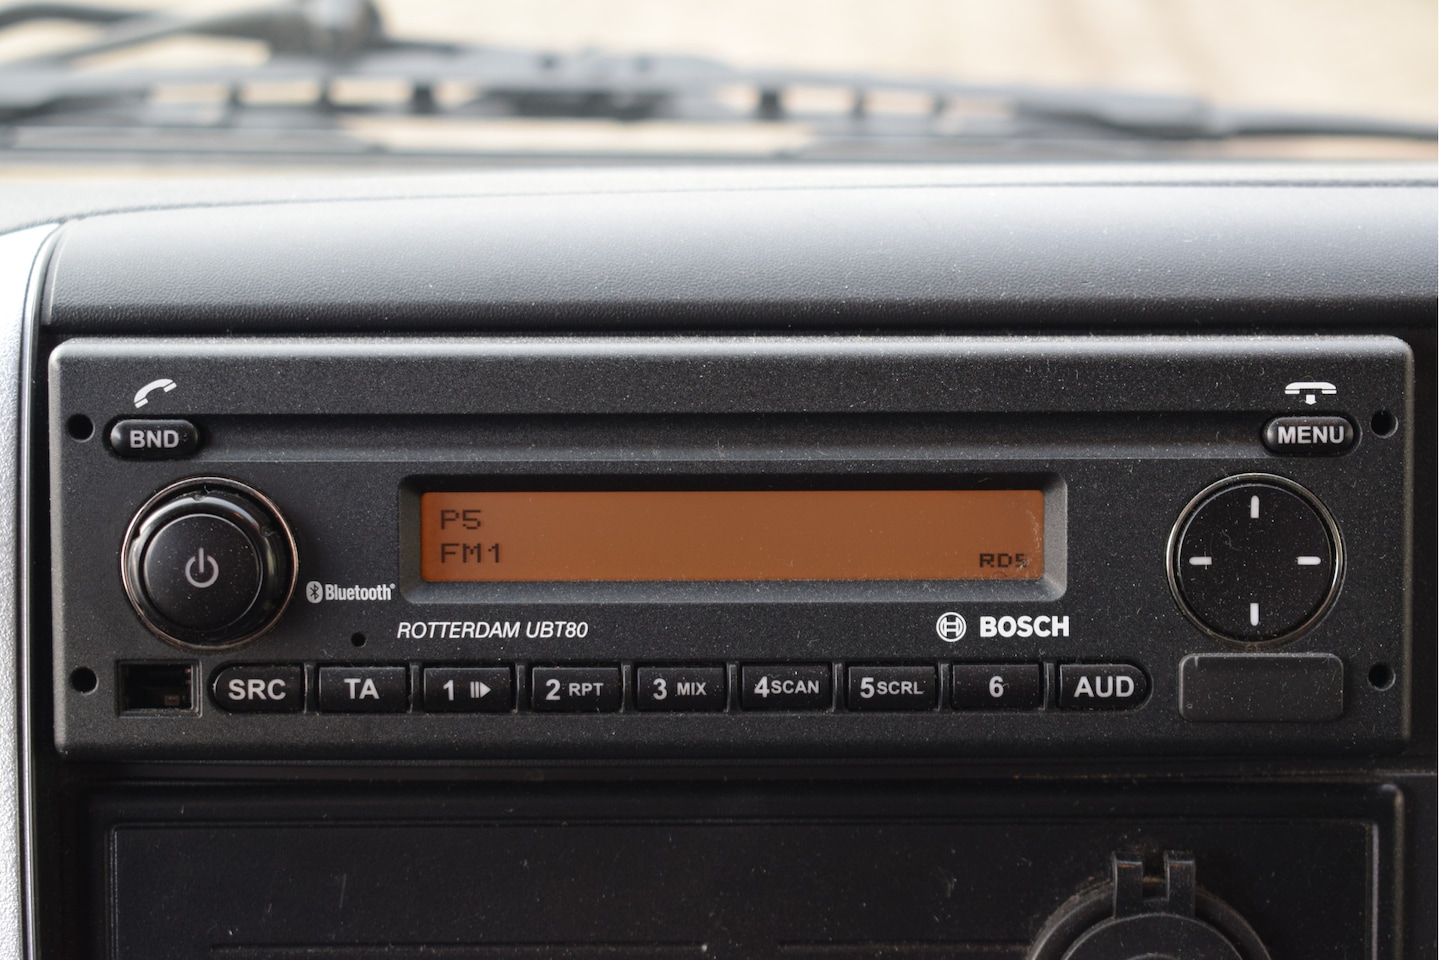 BND
MENU
P5
FM1
RDS
Bluetooth®
ROTTERDAM UBT80
BOSCH
SRC
TA
1
2 RPT
3 MIX
4SCAN
5SCRL
6
AUD